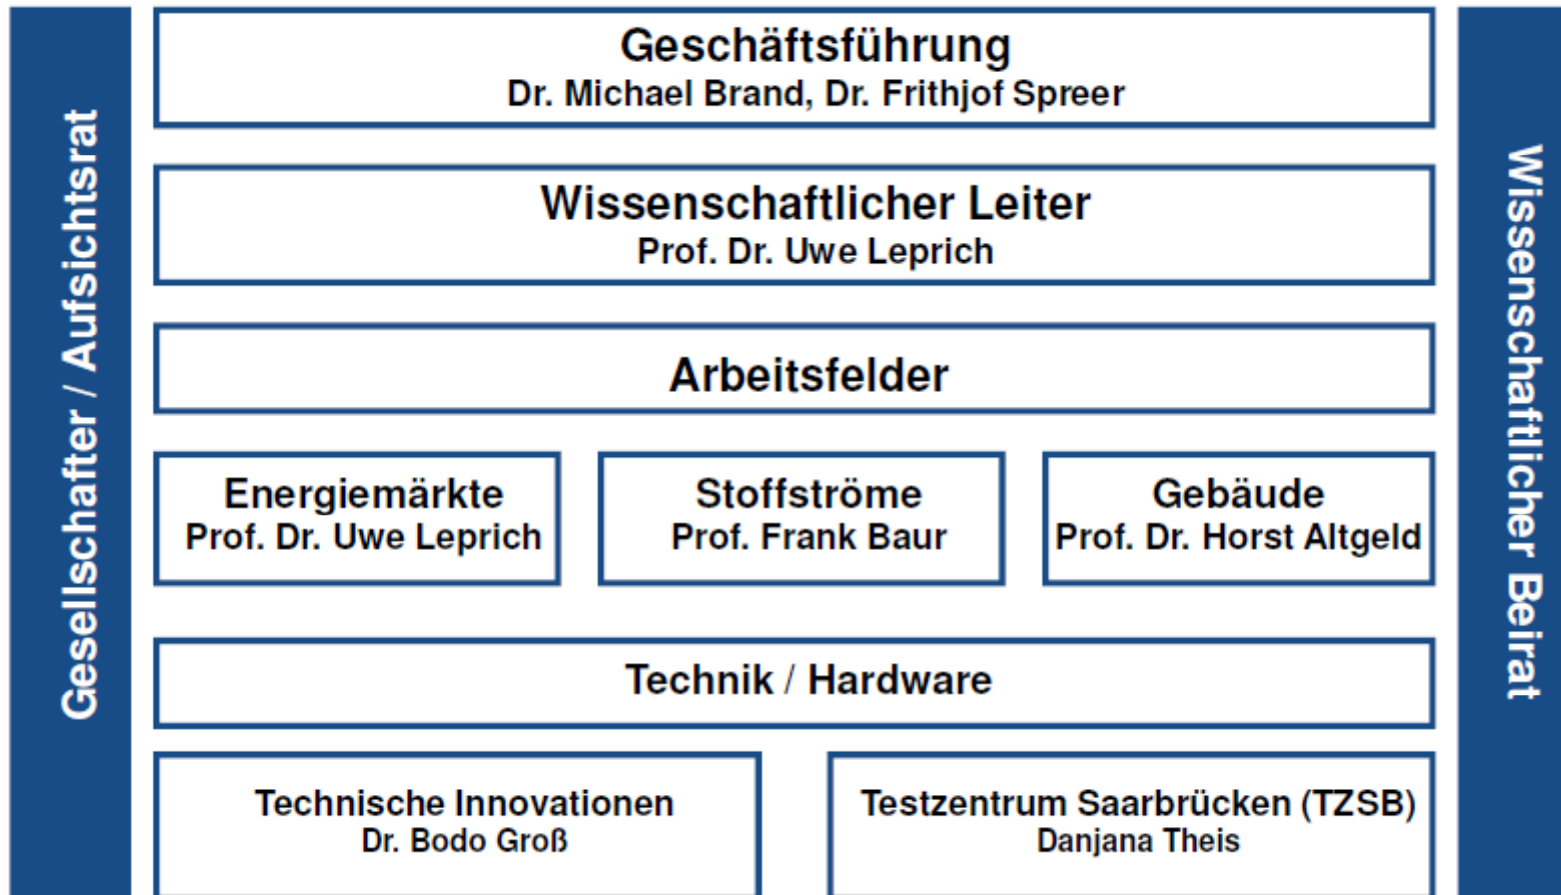 Gesellschafter / Aufsichtsrat
Geschäftsführung
Dr. Michael Brand, Dr. Frithjof Spreer
Wissenschaftlicher Leiter
Prof. Dr. Uwe Leprich
Arbeitsfelder
Energiemärkte
Prof. Dr. Uwe Leprich
Stoffströme
Prof. Frank Baur
Gebäude
Prof. Dr. Horst Altgeld
Technik / Hardware
Technische Innovationen
Dr. Bodo Groß
Testzentrum Saarbrücken (TZSB)
Danjana Theis
Wissenschaftlicher Beirat